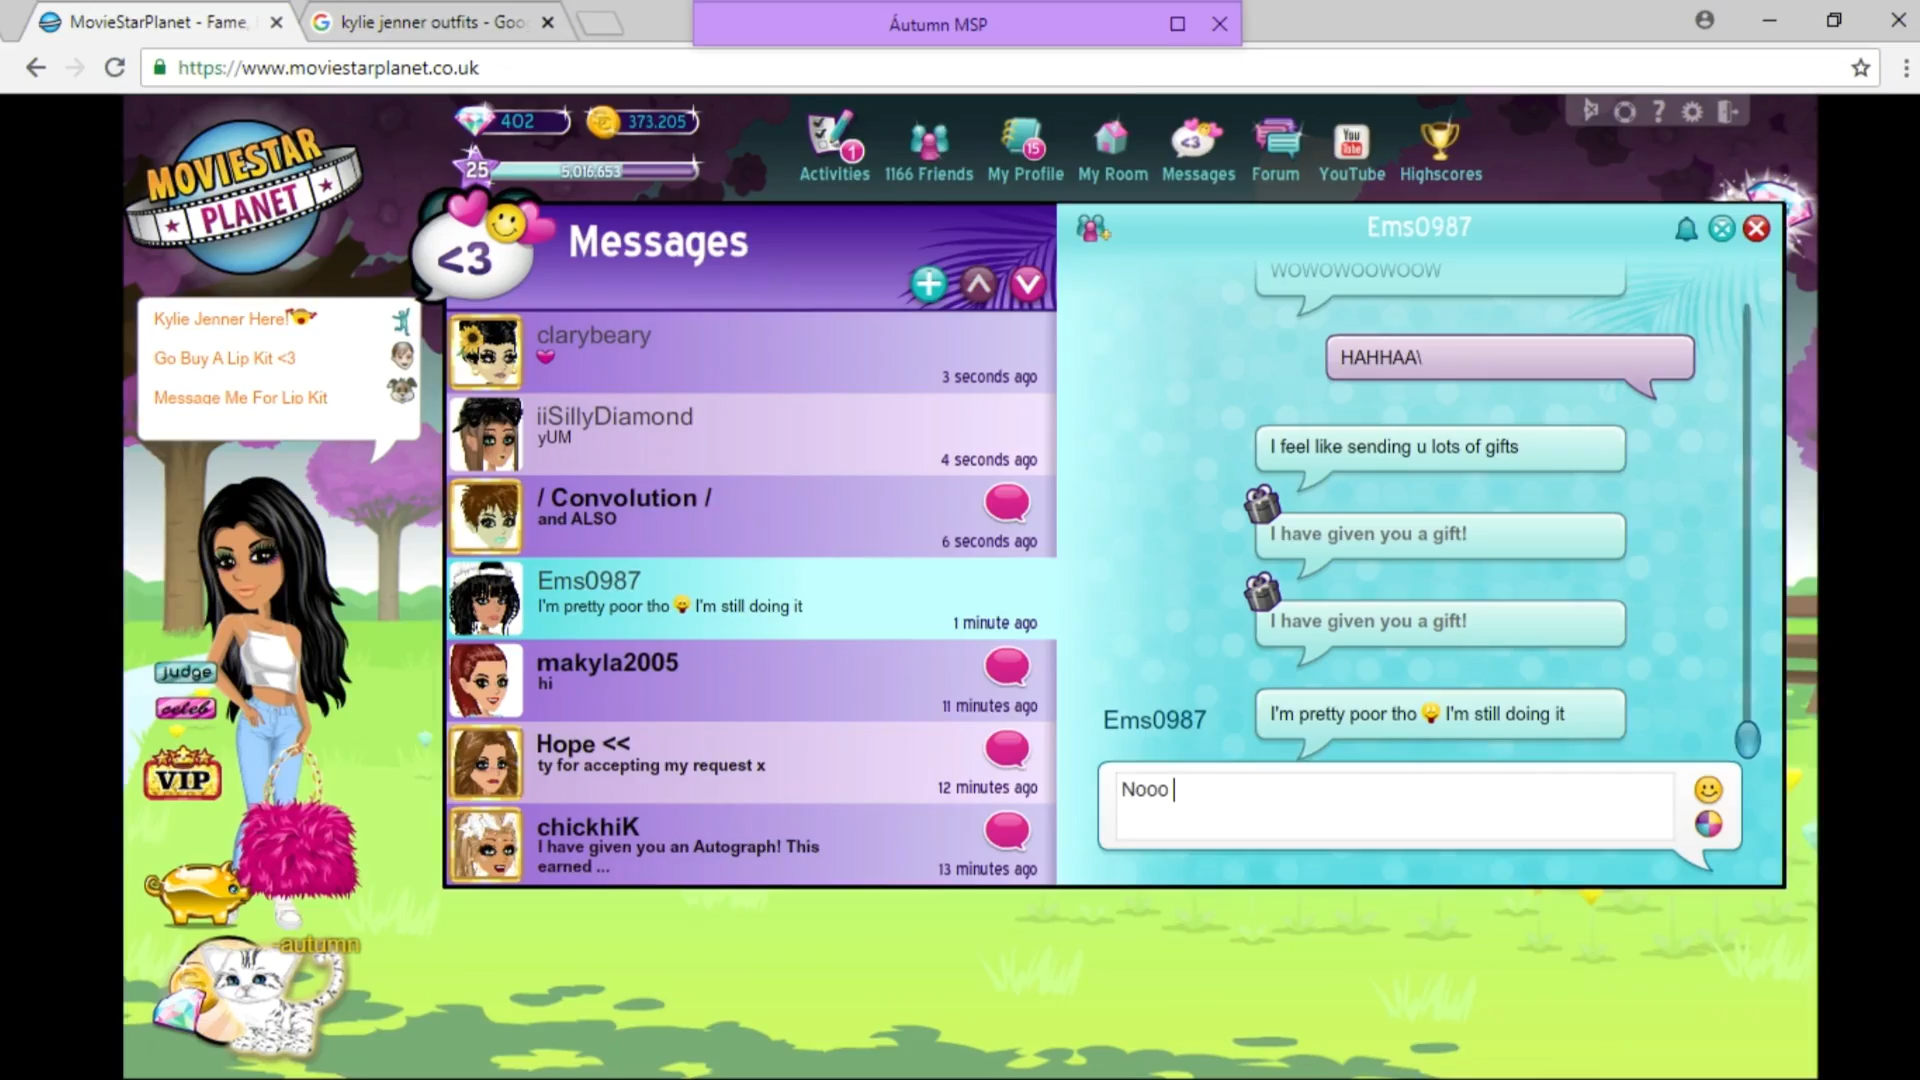 MovieStarPlanet - Fame,
kylie jenner outfits - Goo
Áutumn MSP
https://www.moviestarplanet.co.uk
MOVIESTAR
PLANET
402
373.205
25
5,016,653
1
15
<3
You
Tube
?
Activities
1166 Friends
My Profile
My Room
Messages
Forum
YouTube
Highscores
Kylie Jenner Here!
Go Buy A Lip Kit <3
Message Me For Lip Kit
judge
celeb
VIP
-autumn
<3
Messages
clarybeary
3 seconds ago
iiSillyDiamond
yUM
4 seconds ago
/ Convolution /
and ALSO
6 seconds ago
Ems0987
I'm pretty poor tho I'm still doing it
1 minute ago
makyla2005
hi
11 minutes ago
Hope <<
ty for accepting my request x
12 minutes ago
chickhiK
I have given you an Autograph! This
earned ...
13 minutes ago
Ems0987
WOWOWOOWOOW
HAHHAA\
I feel like sending u lots of gifts
I have given you a gift!
I have given you a gift!
Ems0987
I'm pretty poor tho I'm still doing it
Nooo